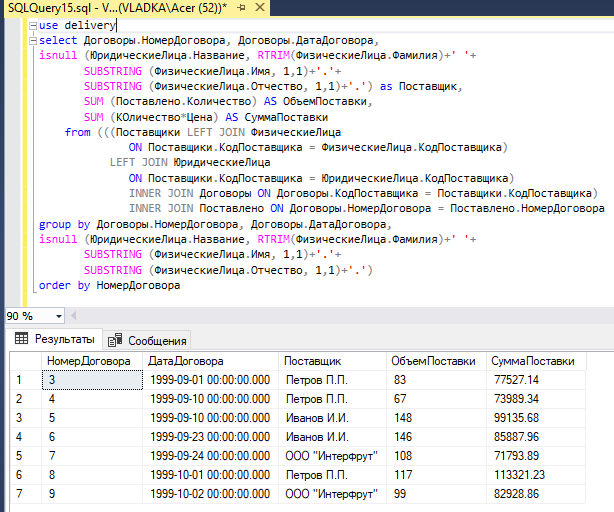 SQLQuery15.sql - V...(VLADKA\Acer (52))*
use delivery
select Договоры.НомерДоговора, Договоры.ДатаДоговора,
isnull (ЮридическиеЛица.Название, RTRIM(ФизическиеЛица.Фамилия)+' '+
SUBSTRING (ФизическиеЛица.Имя, 1,1)+'.'+
SUBSTRING (ФизическиеЛица.Отчество, 1,1)+'.') as Поставщик,
SUM (Поставлено.Количество) AS ОбъемПоставки,
SUM (КОличество*Цена) AS СуммаПоставки
from (((Поставщики LEFT JOIN ФизическиеЛица
ON Поставщики.КодПоставщика = ФизическиеЛица.КодПоставщика)
LEFT JOIN ЮридическиеЛица
ON Поставщики.КодПоставщика = ЮридическиеЛица.КодПоставщика)
INNER JOIN Договоры ON Договоры.КодПоставщика = Поставщики.КодПоставщика)
INNER JOIN Поставлено ON Договоры.НомерДоговора = Поставлено.НомерДоговора
group by Договоры.НомерДоговора, Договоры.ДатаДоговора,
isnull (ЮридическиеЛица.Название, RTRIM(ФизическиеЛица.Фамилия)+' '+
SUBSTRING (ФизическиеЛица.Имя, 1,1)+'.'+
SUBSTRING (ФизическиеЛица.Отчество, 1,1)+'.')
order by НомерДоговора
90 %
Результаты Сообщения
НомерДоговора ДатаДоговора Поставщик ОбъемПоставки СуммаПоставки
1 3 1999-09-01 00:00:00.000 Петров П.П. 83 77527.14
2 4 1999-09-10 00:00:00.000 Петров П.П. 67 73989.34
3 5 1999-09-10 00:00:00.000 Иванов И.И. 148 99135.68
4 6 1999-09-23 00:00:00.000 Иванов И.И. 146 85887.96
5 7 1999-09-24 00:00:00.000 ООО "Интерфрут" 108 71793.89
6 8 1999-10-01 00:00:00.000 Петров П.П. 117 113321.23
7 9 1999-10-02 00:00:00.000 ООО "Интерфрут" 99 82928.86